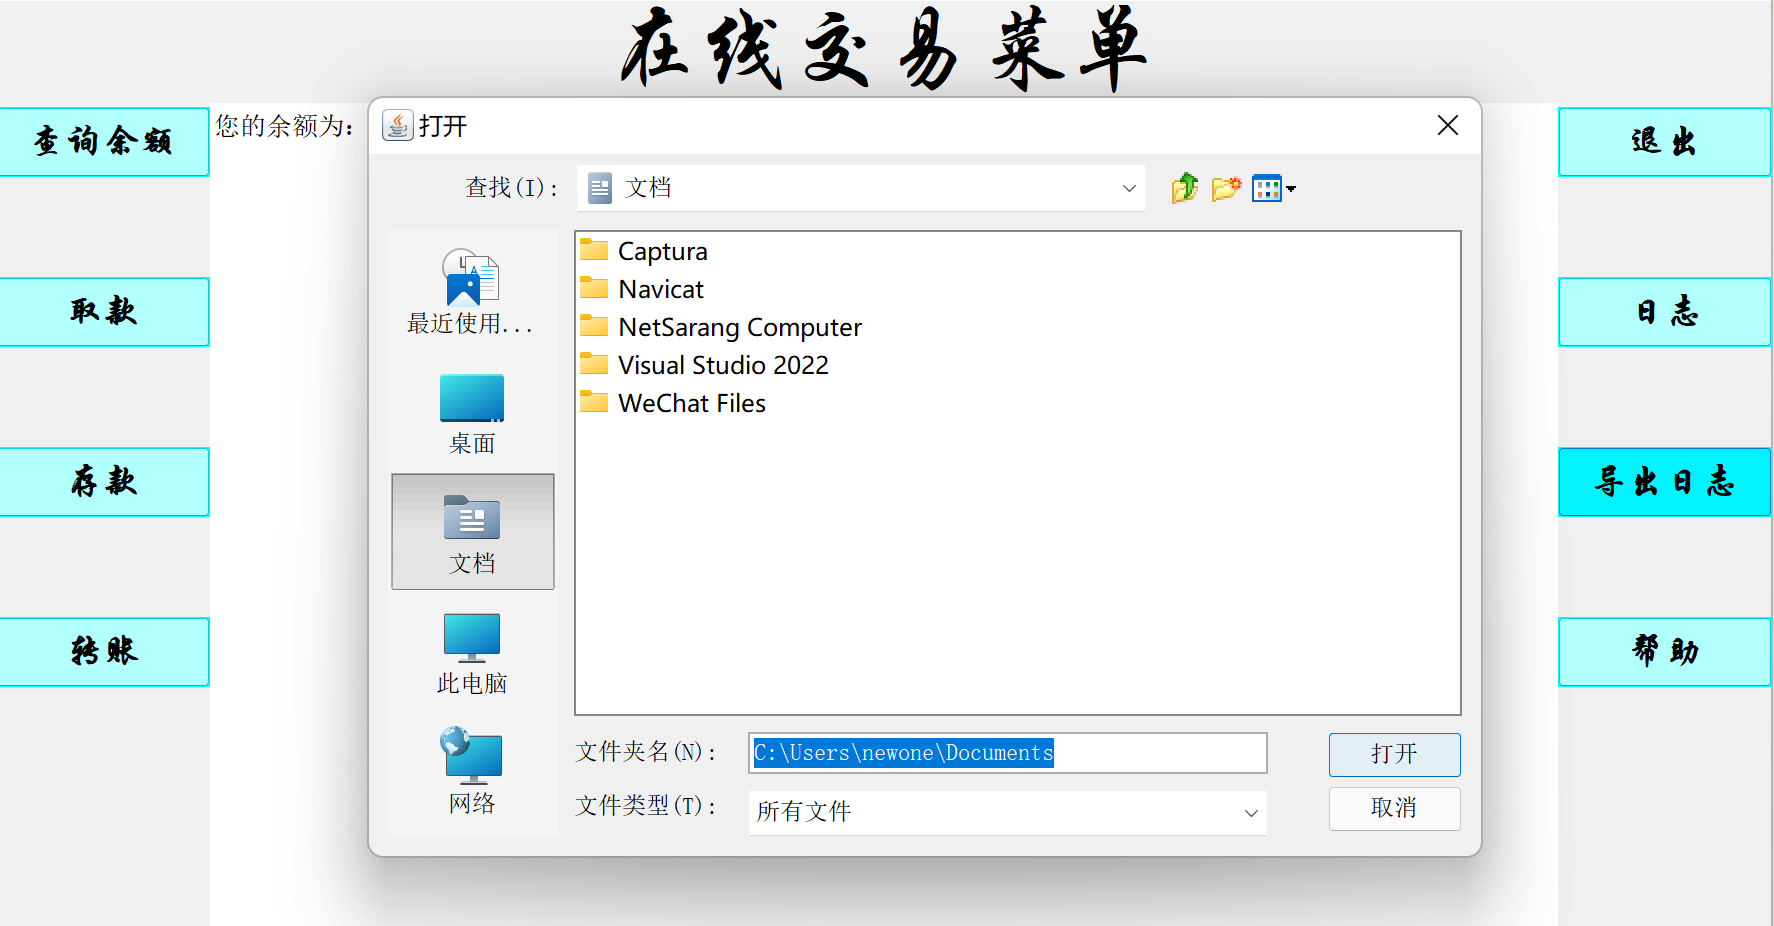 在线交易菜单
查询余额
取款
存款
转账
您的余额为：
打开
查找(I):
文档
最近使用...
桌面
文档
此电脑
网络
Captura
Navicat
NetSarang Computer
Visual Studio 2022
WeChat Files
文件夹名(N):
C:\Users\newone\Documents
打开
文件类型(T):
所有文件
取消
退出
日志
导出日志
帮助